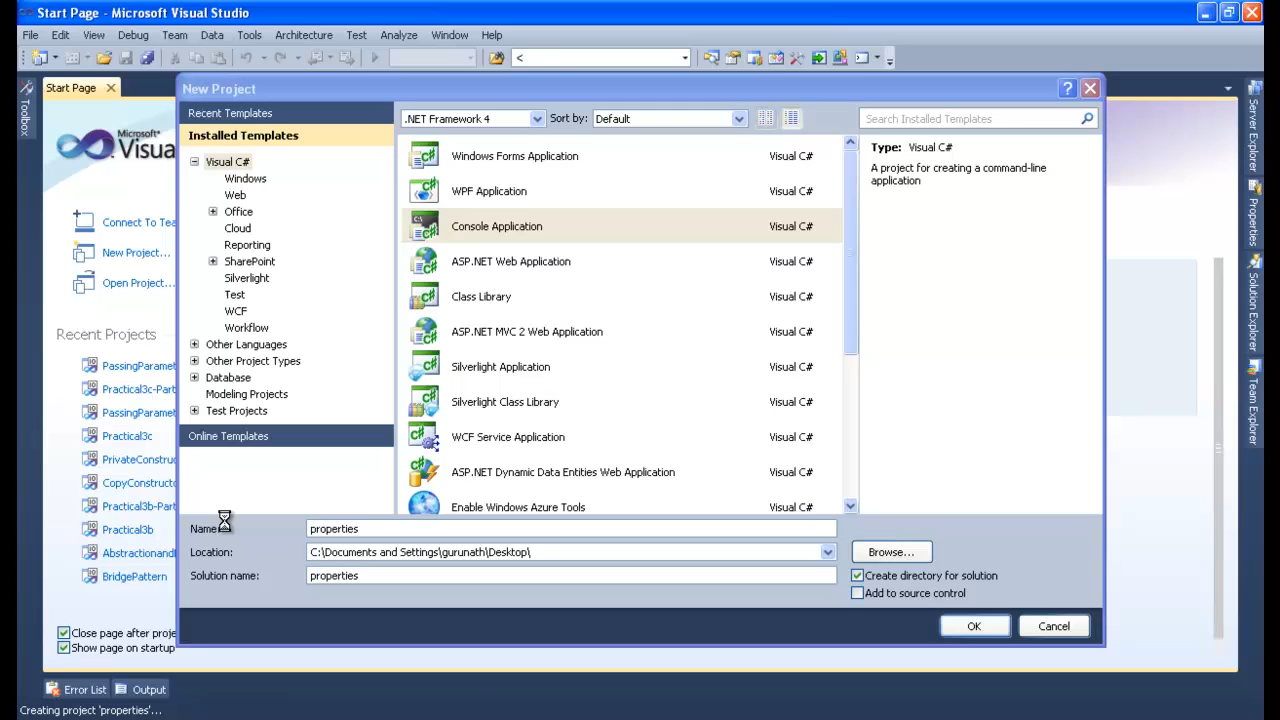 Start Page - Microsoft Visual Studio
File Edit View Debug Team Data Tools Architecture Test Analyze Window Help
<
Toolbox
Start Page
Microsoft®
Visua
Connect To Tea
New Project...
Open Project...
Recent Projects
PassingParamet
Practical3c-Part
PassingParamet
Practical3c
PrivateConstru
CopyConstructo
Practical3b-Part
Practical3b
Abstractionand
BridgePattern
Close page after proje
Show page on startup
New Project
Recent Templates
Installed Templates
Visual C#
Windows
Web
Office
Cloud
Reporting
SharePoint
Silverlight
Test
WCF
Workflow
Other Languages
Other Project Types
Database
Modeling Projects
Test Projects
Online Templates
.NET Framework 4 Sort by: Default
Search Installed Templates
Windows Forms Application Visual C#
WPF Application Visual C#
Console Application Visual C#
ASP.NET Web Application Visual C#
Class Library Visual C#
ASP.NET MVC 2 Web Application Visual C#
Silverlight Application Visual C#
Silverlight Class Library Visual C#
WCF Service Application Visual C#
ASP.NET Dynamic Data Entities Web Application Visual C#
Enable Windows Azure Tools Visual C#
Type: Visual C#
A project for creating a command-line
application
Name: properties
Location: C:\Documents and Settings\gurunath\Desktop\
Browse...
Solution name: properties
Create directory for solution
Add to source control
OK Cancel
Server Explorer
Properties
Solution Explorer
Team Explorer
Error List Output
Creating project 'properties'...